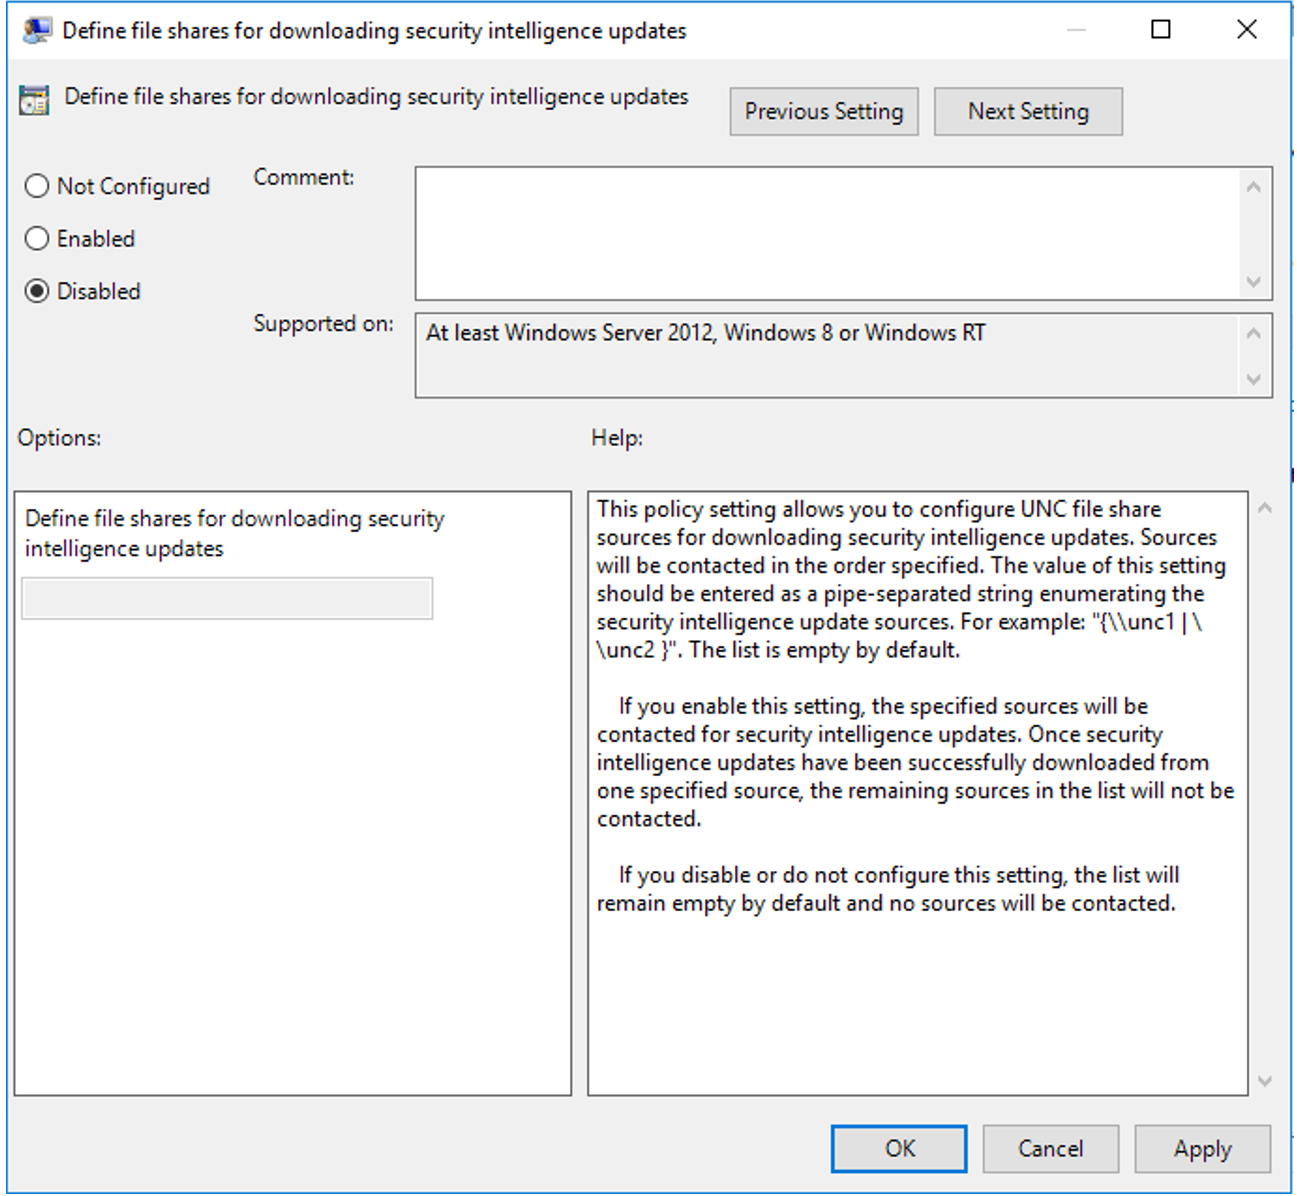 Define file shares for downloading security intelligence updates
Define file shares for downloading security intelligence updates
Previous Setting
Next Setting
Not Configured
Enabled
Disabled
Comment:
Supported on:
At least Windows Server 2012, Windows 8 or Windows RT
Options:
Help:
Define file shares for downloading security
intelligence updates
This policy setting allows you to configure UNC file share
sources for downloading security intelligence updates. Sources
will be contacted in the order specified. The value of this setting
should be entered as a pipe-separated string enumerating the
security intelligence update sources. For example: "{\\unc1 | \
\unc2 }". The list is empty by default.
If you enable this setting, the specified sources will be
contacted for security intelligence updates. Once security
intelligence updates have been successfully downloaded from
one specified source, the remaining sources in the list will not be
contacted.
If you disable or do not configure this setting, the list will
remain empty by default and no sources will be contacted.
OK
Cancel
Apply